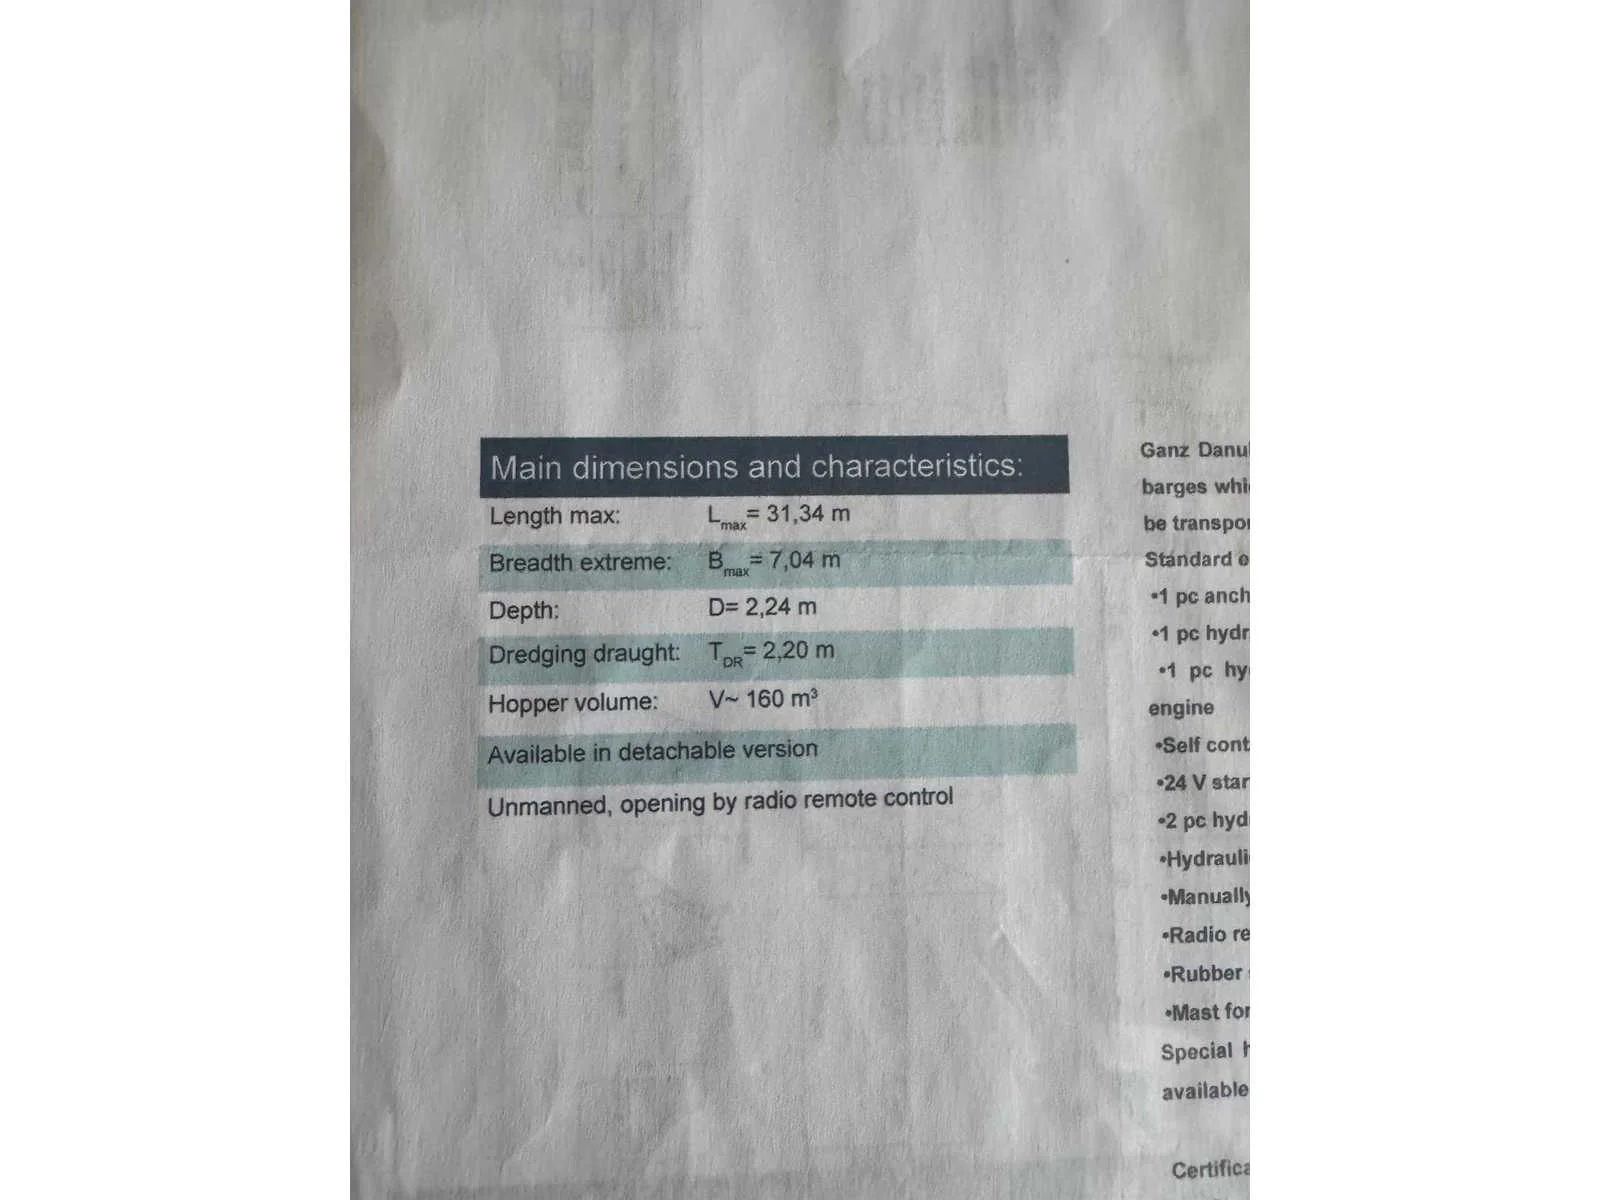 Main dimensions and characteristics:
Length max: Lmax= 31,34 m
Breadth extreme: Bmax= 7,04 m
Depth: D= 2,24 m
Dredging draught: TDR= 2,20 m
Hopper volume: V~ 160 m³
Available in detachable version
Unmanned, opening by radio remote control
Ganz
barges
be
Standard
•1 pc
•1 pc
•1 pc
engine
•Self
•24 V
•2 pc
•Manually
•Radio
•Rubber
•Mast for
Special
available